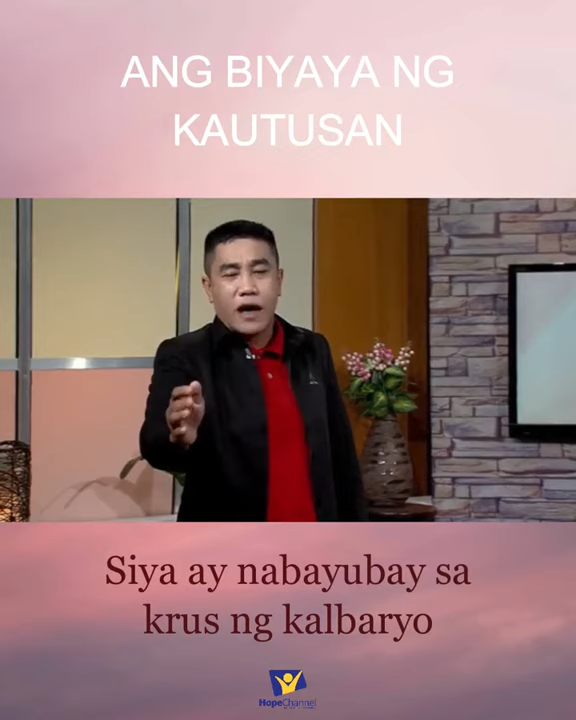 ANG BIYAYA NG
KAUTUSAN
Siya ay nabayubay sa
krus ng kalbaryo
HopeChannel